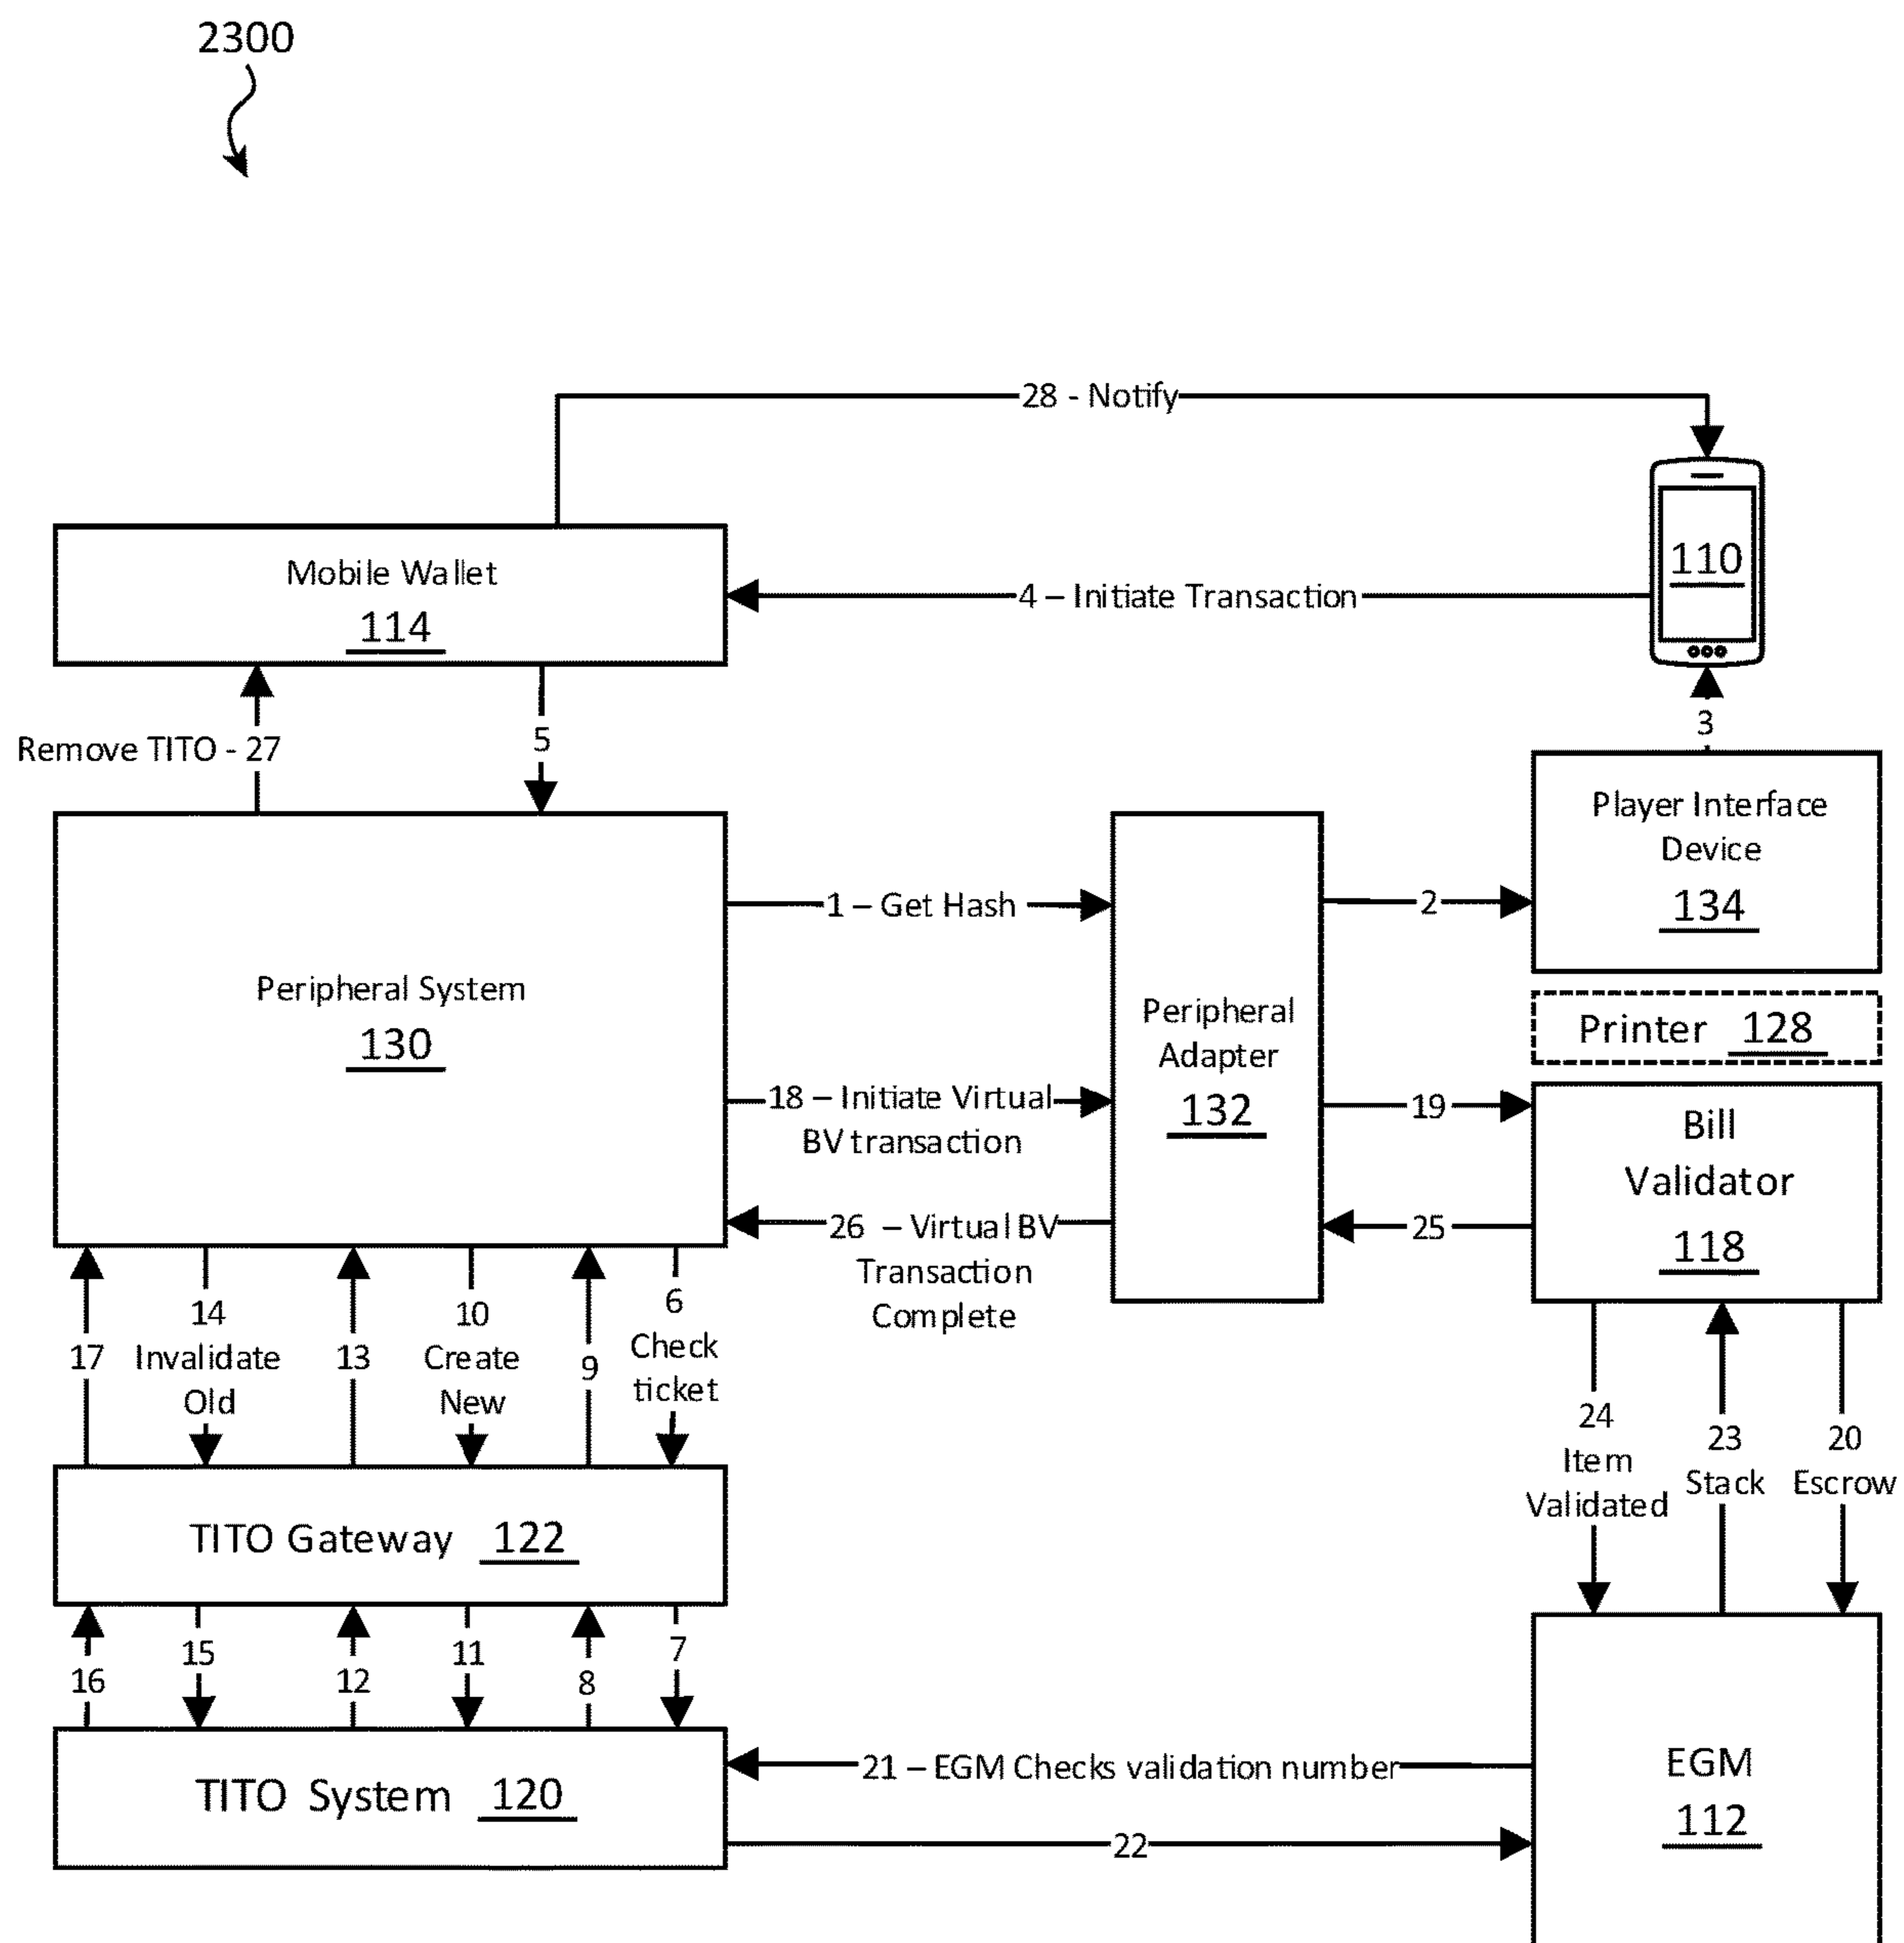 2300
28 - Notify
Mobile Wallet
114
4 – Initiate Transaction
110
Remove TITO - 27
5
3
Peripheral System
130
1 – Get Hash
18 – Initiate Virtual
BV transaction
26 – Virtual BV
Transaction
Complete
Peripheral
Adapter
132
2
19
25
Player Interface
Device
134
Printer 128
Bill
Validator
118
17
14
Invalidate
Old
13
10
Create
New
9
6
Check
ticket
24
Item
Validated
23
Stack
20
Escrow
TITO Gateway 122
16
15
12
11
8
7
TITO System 120
21 – EGM Checks validation number
22
EGM
112